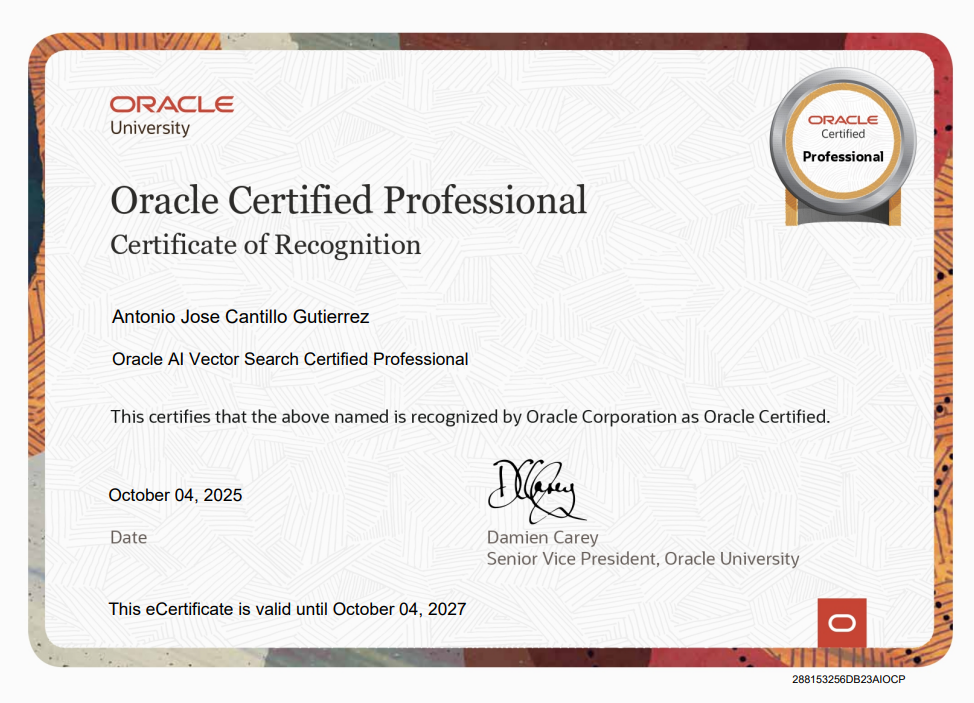 ORACLE
University
ORACLE
Certified
Professional
Oracle Certified Professional
Certificate of Recognition
Antonio Jose Cantillo Gutierrez
Oracle AI Vector Search Certified Professional
This certifies that the above named is recognized by Oracle Corporation as Oracle Certified.
DCarey
October 04, 2025
Date
Damien Carey
Senior Vice President, Oracle University
This eCertificate is valid until October 04, 2027
288153256DB23AIOCP